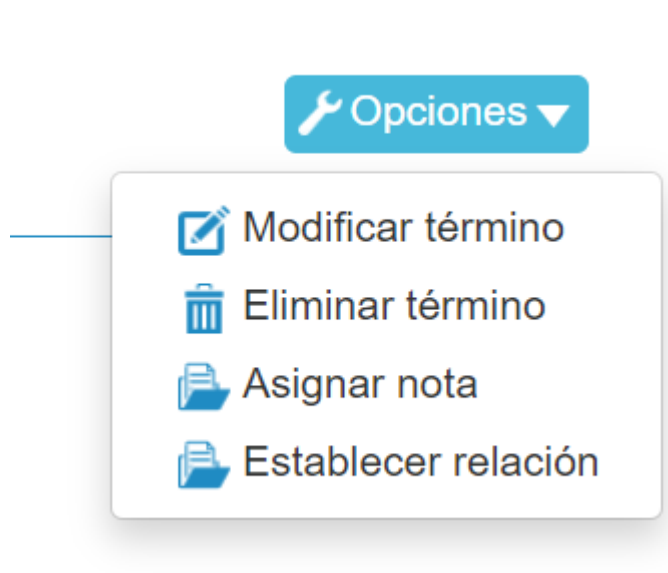 Opciones
Modificar término
Eliminar término
Asignar nota
Establecer relación